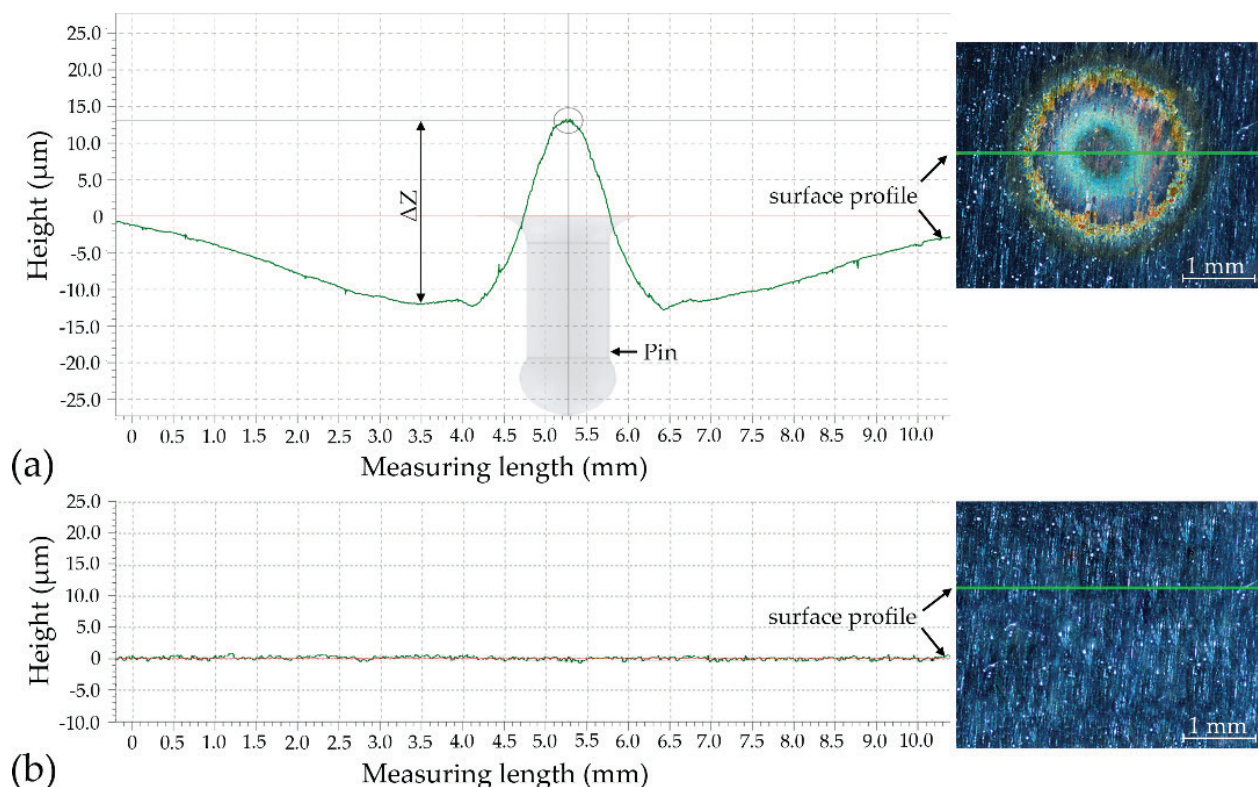 25.0
20.0
15.0
10.0
5.0
0
-5.0
-10.0
-15.0
-20.0
-25.0
Height (µm)
ΔZ
Pin
surface profile
1 mm
0 0.5 1.0 1.5 2.0 2.5 3.0 3.5 4.0 4.5 5.0 5.5 6.0 6.5 7.0 7.5 8.0 8.5 9.0 9.5 10.0
(a)
Measuring length (mm)
25.0
20.0
15.0
10.0
5.0
0
-5.0
-10.0
Height (µm)
surface profile
1 mm
0 0.5 1.0 1.5 2.0 2.5 3.0 3.5 4.0 4.5 5.0 5.5 6.0 6.5 7.0 7.5 8.0 8.5 9.0 9.5 10.0
(b)
Measuring length (mm)